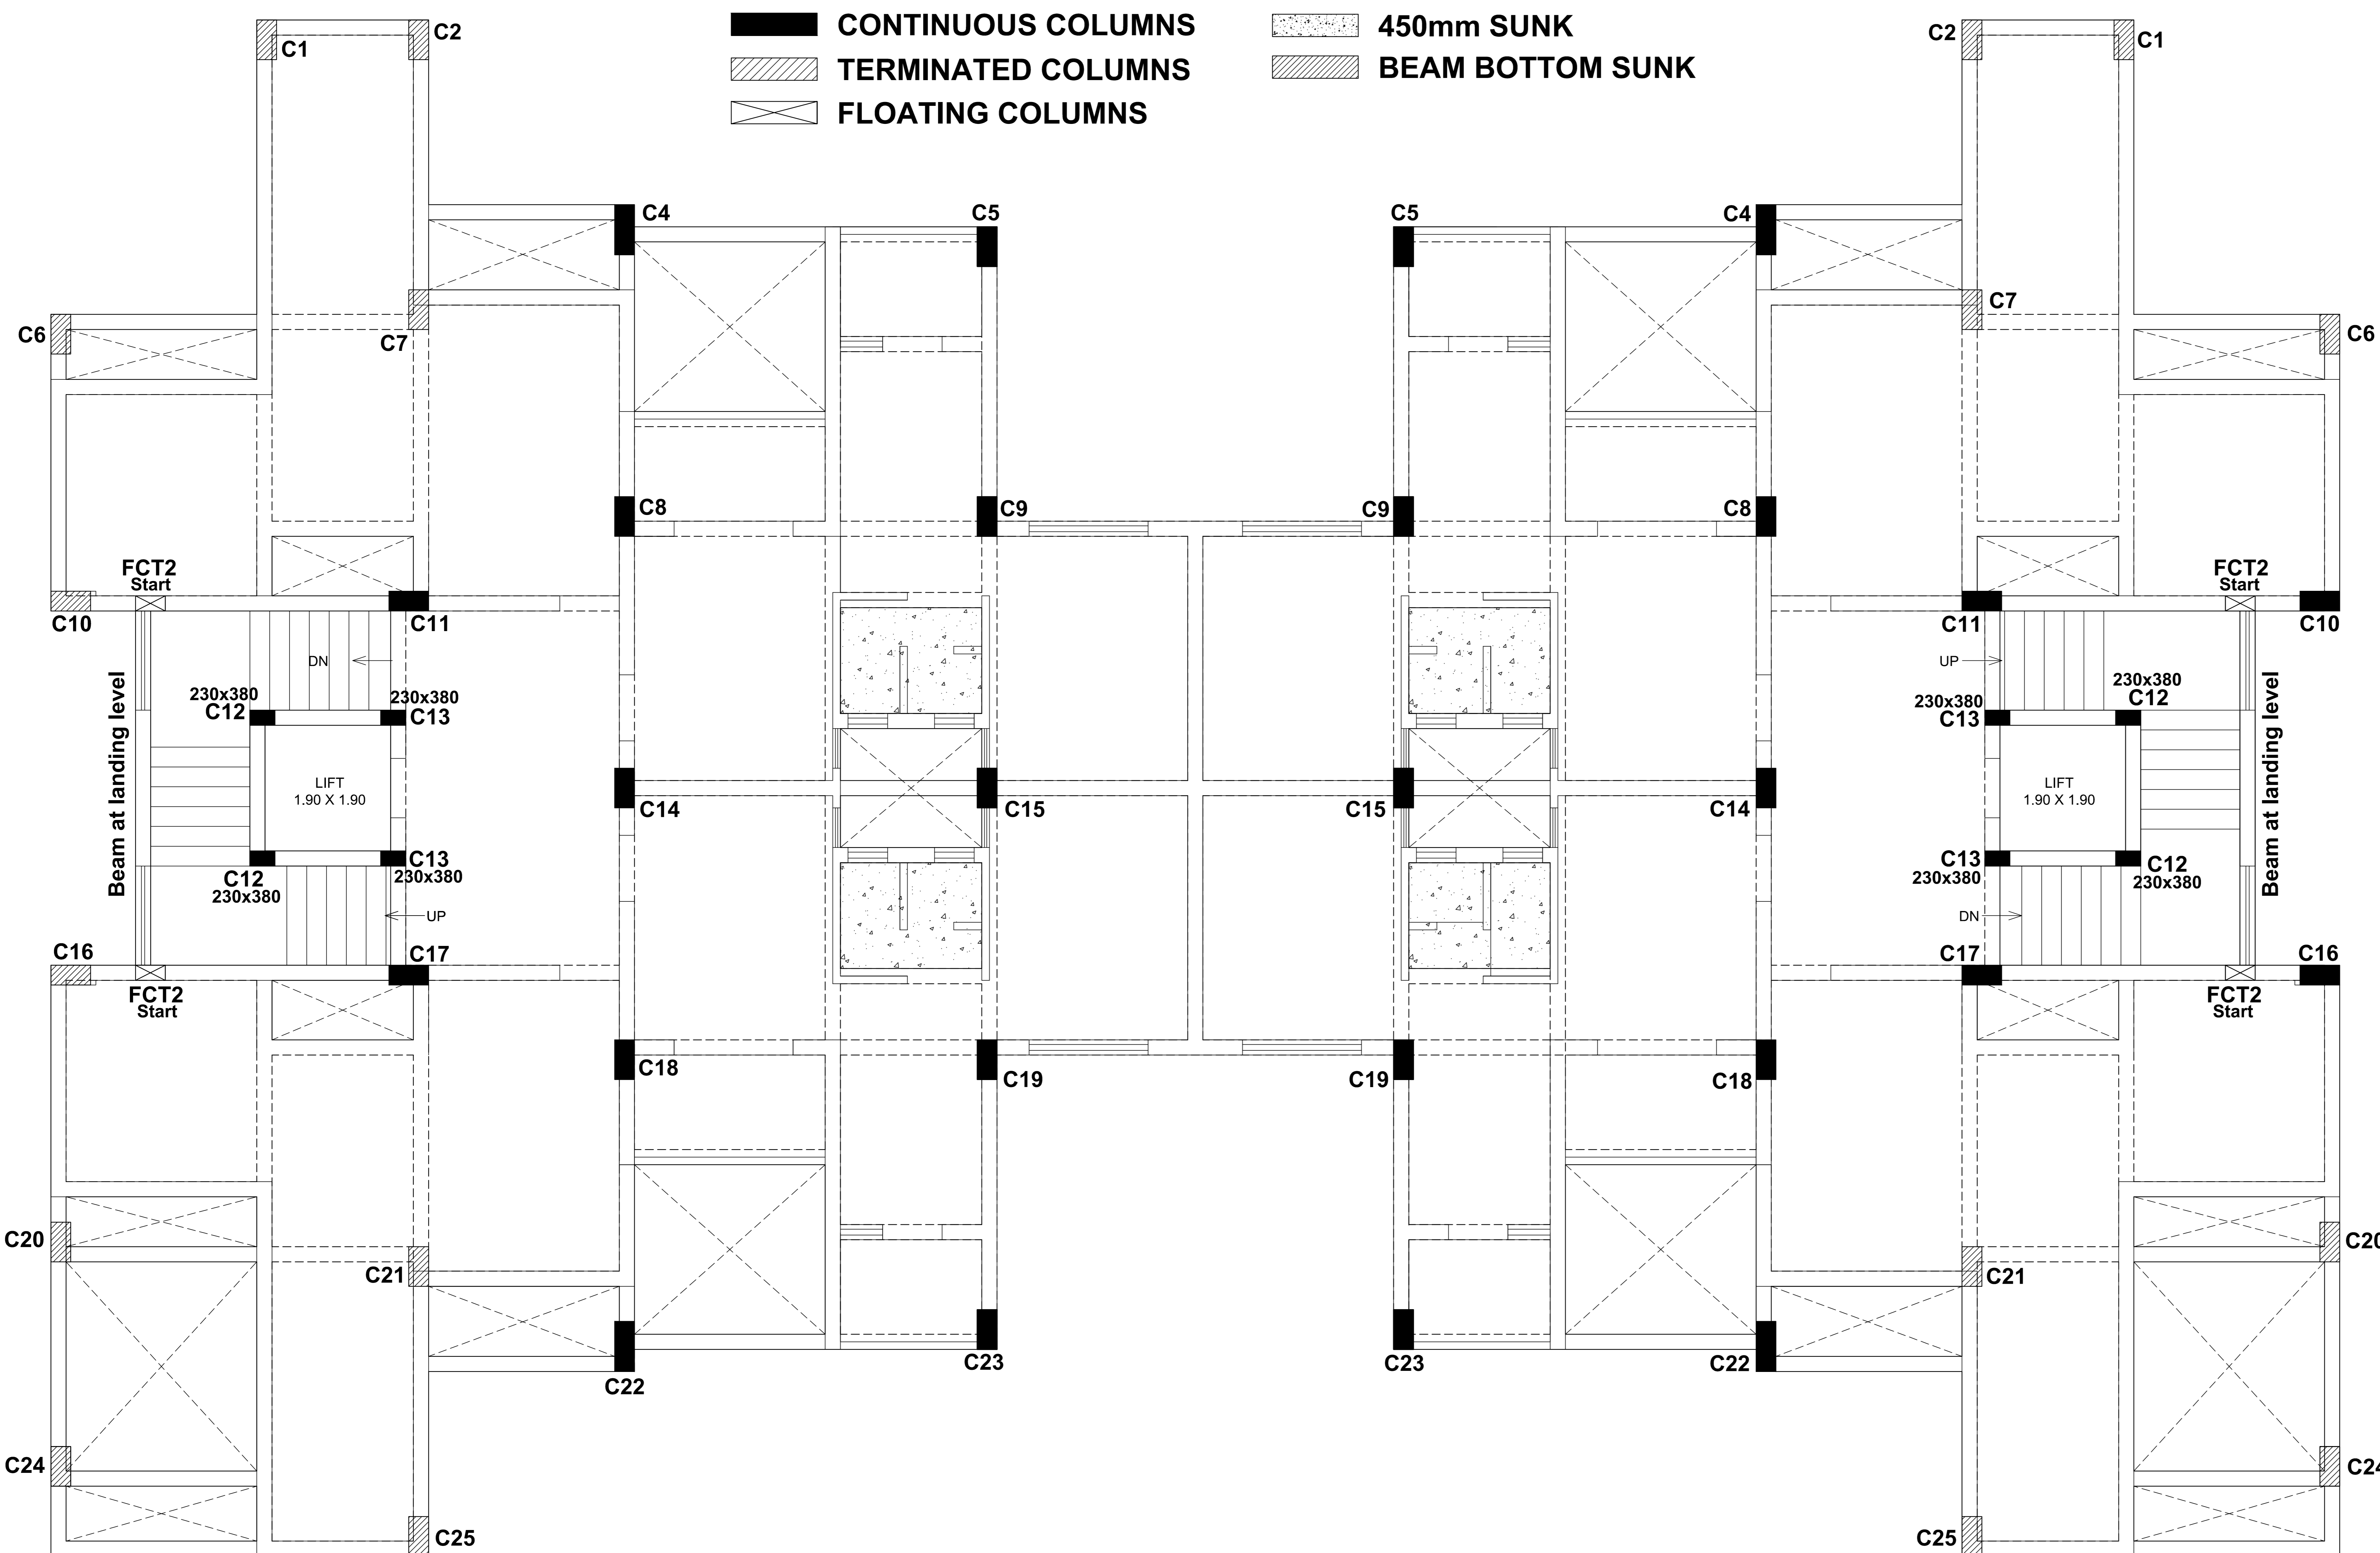 CONTINUOUS COLUMNS
450mm SUNK
TERMINATED COLUMNS
BEAM BOTTOM SUNK
FLOATING COLUMNS
C1
C2
C2
C1
C4
C5
C5
C4
C6
C7
C7
C6
C8
C9
C9
C8
FCT2
Start
FCT2
Start
C10
C11
C11
C10
DN
UP
230x380
C12
230x380
C13
230x380
C13
230x380
C12
Beam at landing level
LIFT
1.90 X 1.90
C14
C15
C15
C14
LIFT
1.90 X 1.90
Beam at landing level
C12
230x380
C13
230x380
C13
230x380
C12
230x380
UP
DN
C16
C17
C17
C16
FCT2
Start
FCT2
Start
C18
C19
C19
C18
C20
C21
C21
C20
C22
C23
C23
C22
C24
C24
C25
C25